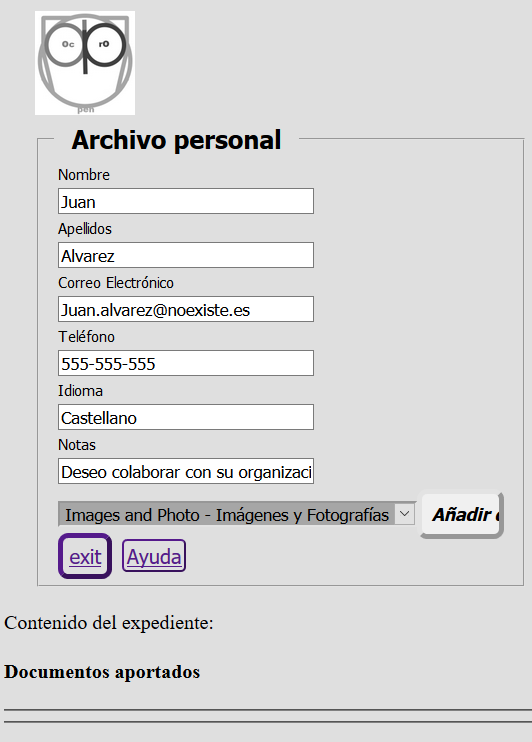 Oc rO
pen
Archivo personal
Nombre
Juan
Apellidos
Alvarez
Correo Electrónico
Juan.alvarez@noexiste.es
Teléfono
555-555-555
Idioma
Castellano
Notas
Deseo colaborar con su organizaci
Images and Photo - Imágenes y Fotografías Añadir
exit Ayuda
Contenido del expediente:
Documentos aportados